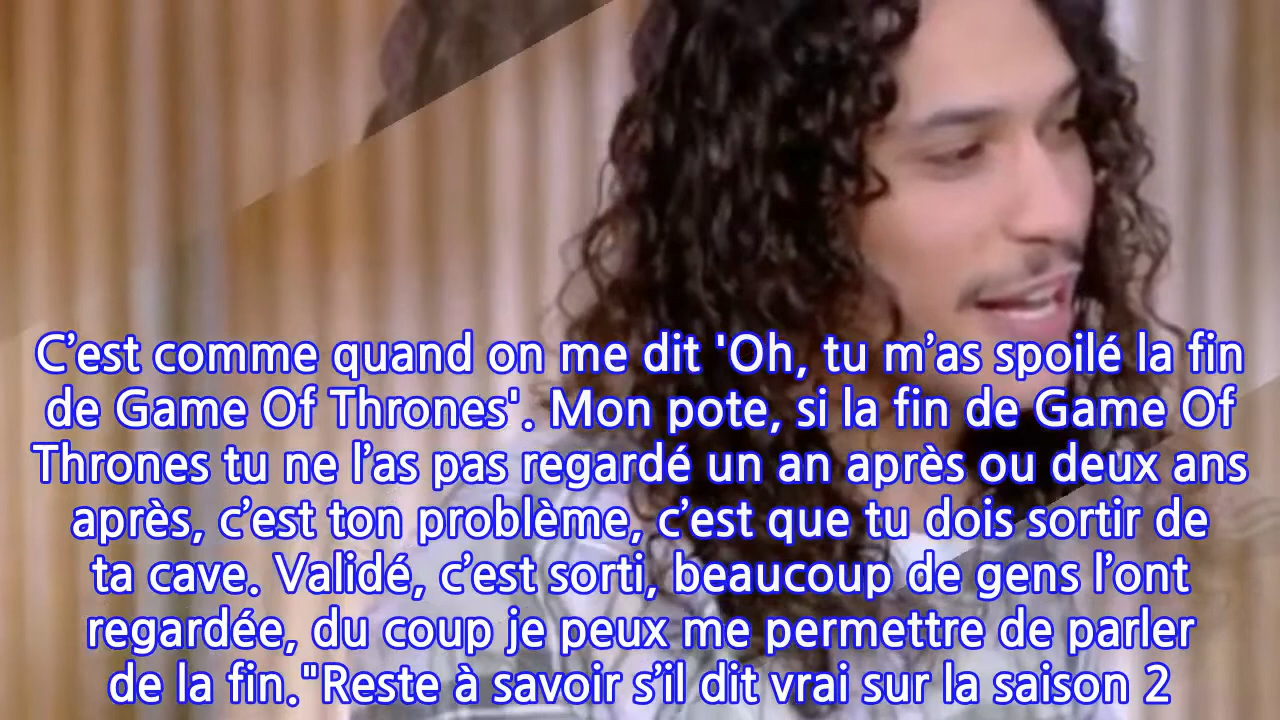 C’est comme quand on me dit 'Oh, tu m’as spoilé la fin
de Game Of Thrones'. Mon pote, si la fin de Game Of
Thrones tu ne l’as pas regardé un an après ou deux ans
après, c’est ton problème, c’est que tu dois sortir de
ta cave. Validé, c’est sorti, beaucoup de gens l’ont
regardée, du coup je peux me permettre de parler
de la fin."Reste à savoir s’il dit vrai sur la saison 2